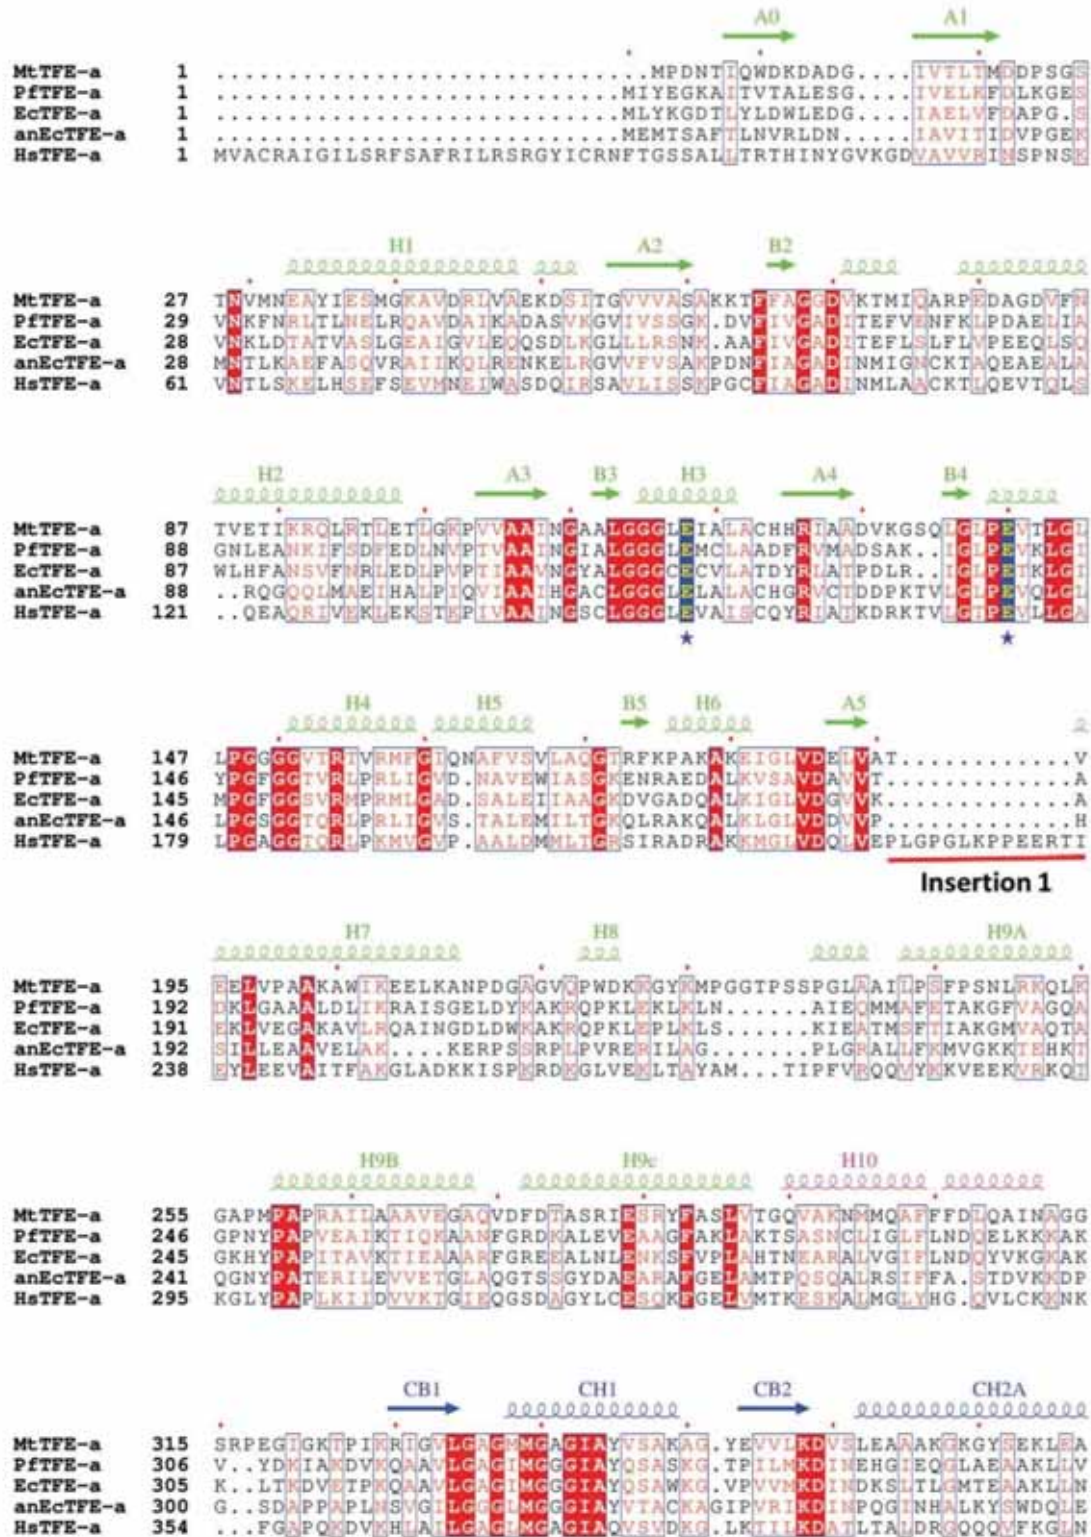 A0 A1
MtTFE-a 1 .............................MPDNTIQWDKDADG....IVTLTMDDPSGS
PfTFE-a 1 ............................MIYEGKAITVTALESG....IVELKFDLKGES
EcTFE-a 1 ............................MLYKGDTLYLDWLEDG....IAELVFDAPG.S
anEcTFE-a 1 ............................MEMTSAFTLNVRLDN.....IAVITIDVPGES
HsTFE-a 1 MVACRAIGILSRFSAFRILRSRGYICRNFTGSSALLTRTHINYGVKGDVAVVRINSPNSK
H1 A2 B2
MtTFE-a 27 TNVMNEAYIESMGKAVDRLVAEKDSITGVVVASAKKTFFAGGDVKTMIQARPEDAGDVFN
PfTFE-a 29 VNKFNRLTLNELRQAVDAIKADASVKGVIVSSGK.DVFIVGADITEFVENFKLPDAELIA
EcTFE-a 28 VNKLDTATVASLGEAIGVLEQQSDLKGLLLRSNK.AAFIVGADITEFLSLFLVPEEQLSQ
anEcTFE-a 28 MNTLKAEFASQVRAIIKQLRENKELRGVVFVSAKPDNFIAGADINMIGNCKTAQEAEALA
HsTFE-a 61 VNTLSKELHSEFSEVMNEIWASDQIRSAVLISSKPGCFIAGADINMLAACKTLQEVTQLS
H2 A3 B3 H3 A4 B4
MtTFE-a 87 TVETIKRQLRTLETLGKPVVAAINGAALGGGLEIALACHHRIAADVKGSQLGLPEVTLGL
PfTFE-a 88 GNLEANKIFSDFEDLNVPTVAAINGIALGGGLEMCLAADFRVMADSAK..IGLPEVKLGI
EcTFE-a 87 WLHFANSVFNRLEDLPVPTIAAVNGYALGGGCECVLATDYRLATPDLR..IGLPETKLGI
anEcTFE-a 88 ..RQGQQLMAEIHALPIQVIAAIHGACLGGGLELALACHGRVCTDDPKTVLGLPEVQLGL
HsTFE-a 121 ..QEAQRIVEKLEKSTKPIVAAINGSCLGGGLEVAISCQYRIATKDRKTVLGTPEVLLGA
H4 H5 B5 H6 A5
MtTFE-a 147 LPGGGGVTRIVRMFGIQNAFVSVLAQGTRFKPAKAKEIGLVDELVAT.............V
PfTFE-a 146 YPGFGGTVRLPRLIGVDNAVEWIASGKENRAEDALKVSAVDAVVT.............A
EcTFE-a 145 MPGFGGSVRMPRMLGAD.SALEIIAAGKDVGADQALKIGLVDGVVK.............A
anEcTFE-a 146 LPGSGGTQRLPRLIGVS.TALEMILTGKQLRAKQALKLGLVDDVVP.............H
HsTFE-a 179 LPGAGGTQRLPKMVGVP.AALDMMLTGRSIRADRAKKMGLVDQLVEPLGPGLKPPEERTI
Insertion 1
H7 H8 H9A
MtTFE-a 195 EELVPAAKAWIKEELKANPDGAGVQPWDKKGYKMPGGTPSSPGLAAILPSFPSNLRKQLK
PfTFE-a 192 DKLGAAALDLIKRAISGELDYKAKRQPKLEKLKLN......AIEQMMAFETAKGFVAGQA
EcTFE-a 191 EKLVEGAKAVLRQAINGDLDWKAKRQPKLEPLKLS......KIEATMSFTIAKGMVAQTA
anEcTFE-a 192 SILLEAAVELAK....KERPSSRPLPVRERILAG.......PLGRALLFKMVGKKTEHKT
HsTFE-a 238 EYLEEVAITFAKGLADKKISPKRDKGLVEKLTAYAM...TIPFVRQQVYKKVEEKVRKQT
H9B H9c H10
MtTFE-a 255 GAPMPAPRAILAAAVEGAQVDFDTASRIESRYFASLVTGQVAKNMMQAFFFDLQAINAGG
PfTFE-a 246 GPNYPAPVEAIKTIQKAANFGRDKALEVEAAGFAKLAKTSASNCLIGLFLNDQELKKKAK
EcTFE-a 245 GKHYPAPITAVKTIEAAARFGREEALNLENKSFVPLAHTNEARALVGIFLNDQYVKGKAK
anEcTFE-a 241 QGNYPATERILEVVETGLAQGTSSGYDAEARAFGELAMTPQSQALRSIFFA.STDVKKDP
HsTFE-a 295 KGLYPAPLKIIDVVKTGIEQGSDAGYLCESQKFGELVMTKESKALMGLYHG.QVLCKKNK
CB1 CH1 CB2 CH2A
MtTFE-a 315 SRPEGIGKTPIKRIGVLGAGMMGAGIAYVSAKAG.YEVVLKDVSLEAAAKGKGYSEKLEA
PfTFE-a 306 V..YDKIAKDVKQAAVLGAGIMGGGIAYQSASKG.TPILMKDINEHGIEQGLAEAAKLLV
EcTFE-a 305 K..LTKDVETPKQAAVLGAGIMGGGIAYQSAWKG.VPVVMKDINDKSLTLGMTEAAKLLN
anEcTFE-a 300 G..SDAPPAPLNSVGILGGGLMGGGIAYVTACKAGIPVRIKDINPQGINHALKYSWDQLE
HsTFE-a 354 ...FGAPQKDVKHLAILGAGLMGAGIAQVSVDKG.LKTILKDATLTALDRGQQQVFKGLN